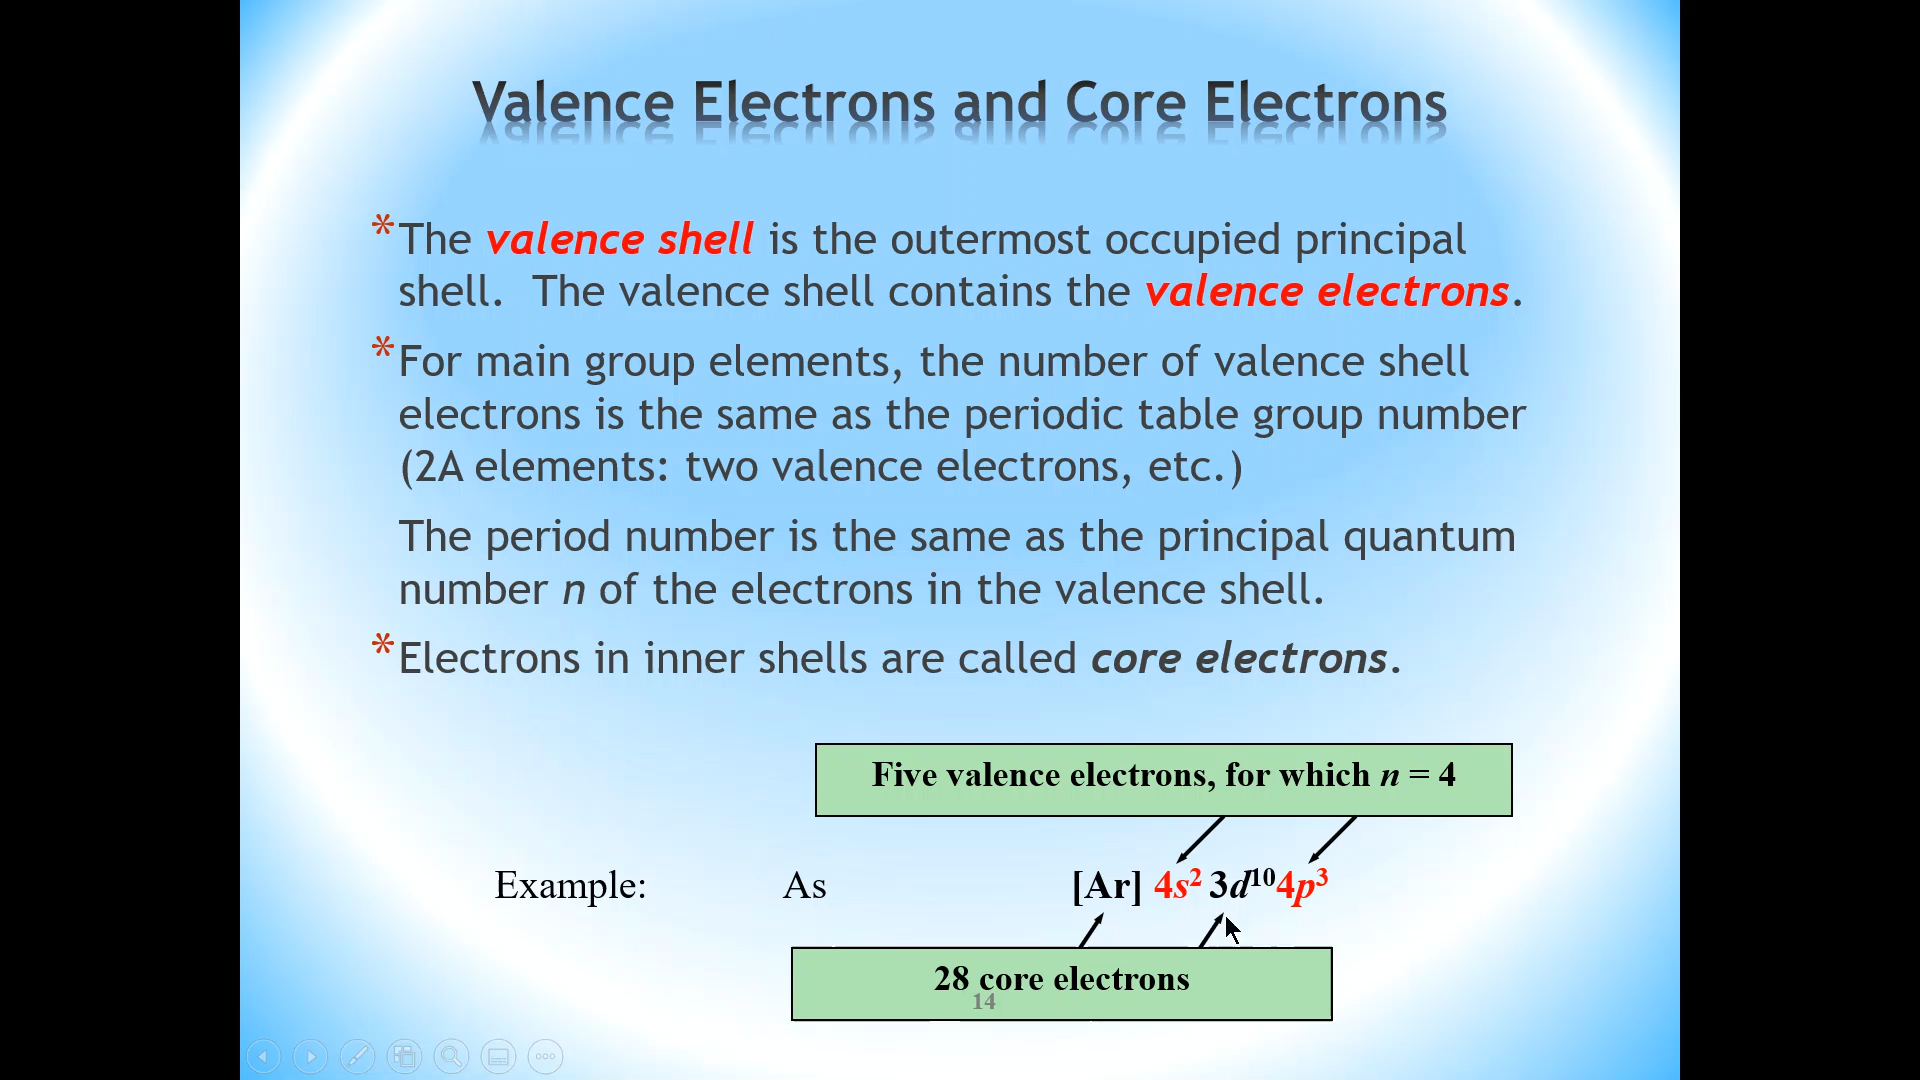 Valence Electrons and Core Electrons
* The valence shell is the outermost occupied principal
shell. The valence shell contains the valence electrons.
* For main group elements, the number of valence shell
electrons is the same as the periodic table group number
(2A elements: two valence electrons, etc.)
The period number is the same as the principal quantum
number n of the electrons in the valence shell.
* Electrons in inner shells are called core electrons.
Five valence electrons, for which n = 4
Example: As [Ar] 4s² 3d¹⁰4p³
28 core electrons
14